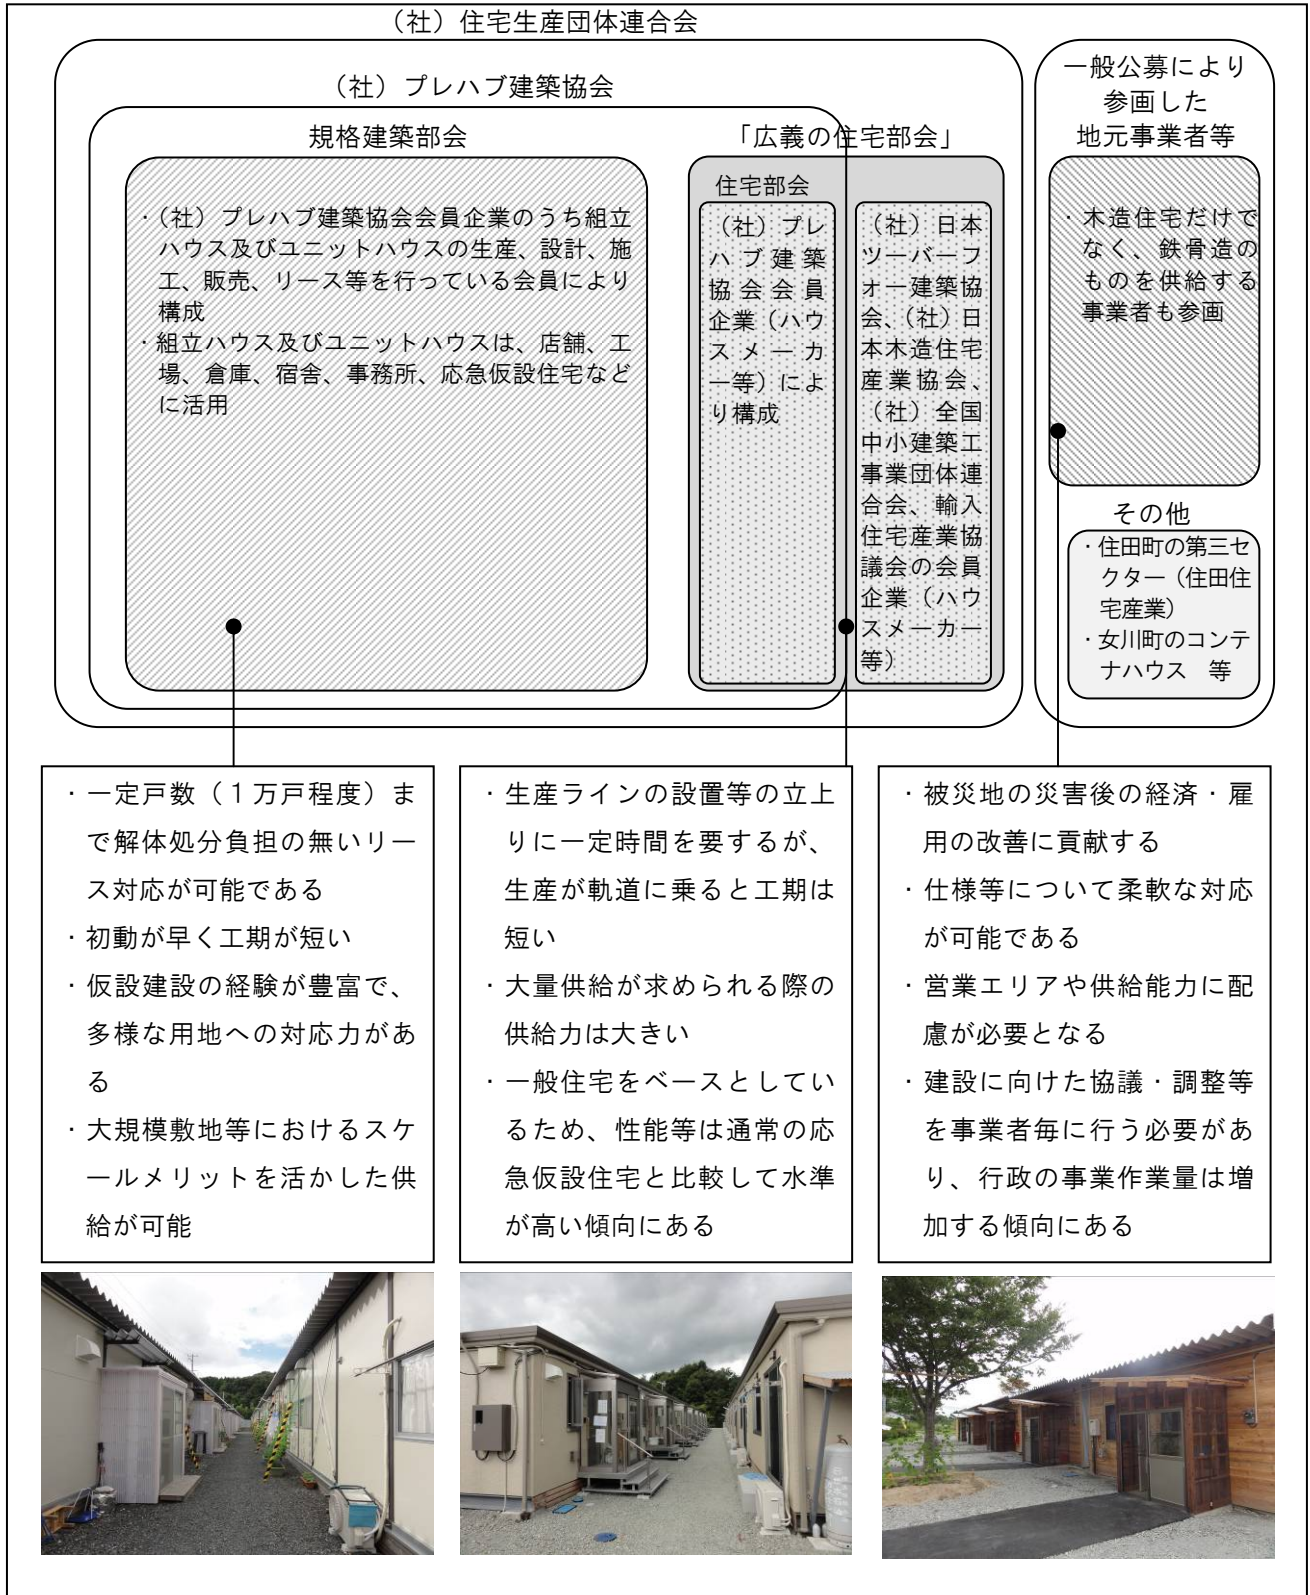 （社）住宅生産団体連合会
（社）プレハブ建築協会
規格建築部会
・（社）プレハブ建築協会会員企業のうち組立
ハウス及びユニットハウスの生産、設計、施
工、販売、リース等を行っている会員により
構成
・組立ハウス及びユニットハウスは、店舗、工
場、倉庫、宿舎、事務所、応急仮設住宅など
に活用
「広義の住宅部会」
住宅部会
（社）プレ
ハブ建築
協会会員
企業（ハウ
スメーカ
ー等）によ
り構成
（社）日本
ツーバーフ
ォー建築協
会、（社）日
本木造住宅
産業協会、
（社）全国
中小建築工
事業団体連
合会、輸入
住宅産業協
議会の会員
企業（ハウ
スメーカー
等）
一般公募により
参画した
地元事業者等
・木造住宅だけで
なく、鉄骨造の
ものを供給する
事業者も参画
その他
・住田町の第三セ
クター（住田住
宅産業）
・女川町のコンテ
ナハウス　等
・一定戸数（１万戸程度）ま
で解体処分負担の無いリー
ス対応が可能である
・初動が早く工期が短い
・仮設建設の経験が豊富で、
多様な用地への対応力があ
る
・大規模敷地等におけるスケ
ールメリットを活かした供
給が可能
・生産ラインの設置等の立上
りに一定時間を要するが、
生産が軌道に乗ると工期は
短い
・大量供給が求められる際の
供給力は大きい
・一般住宅をベースとしてい
るため、性能等は通常の応
急仮設住宅と比較して水準
が高い傾向にある
・被災地の災害後の経済・雇
用の改善に貢献する
・仕様等について柔軟な対応
が可能である
・営業エリアや供給能力に配
慮が必要となる
・建設に向けた協議・調整等
を事業者毎に行う必要があ
り、行政の事業作業量は増
加する傾向にある